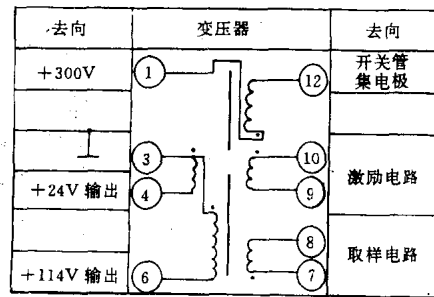 去向 变压器 去向
+300V 1 12 开关管
集电极
3 10 激励电路
+24V 输出 4 9
8 取样电路
+114V 输出 6 7